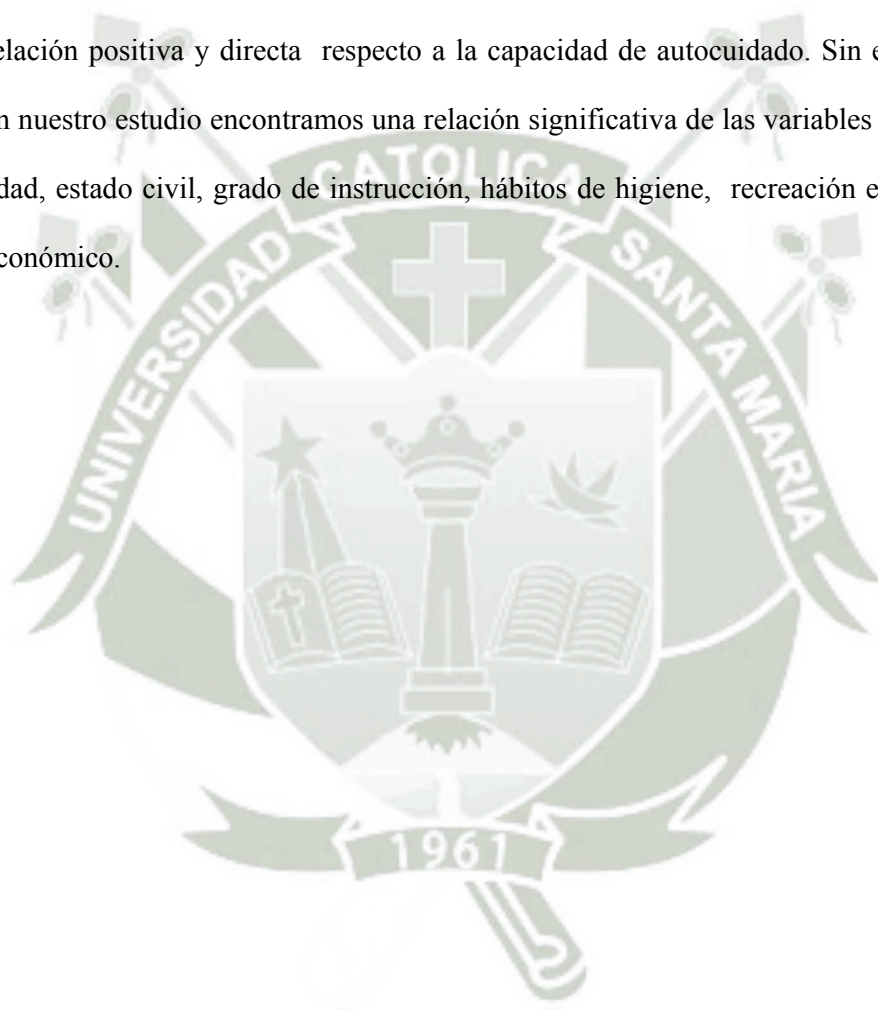 elación positiva y directa respecto a la capacidad de autocuidado. Sin e
n nuestro estudio encontramos una relación significativa de las variables
dad, estado civil, grado de instrucción, hábitos de higiene, recreación e
conómico.
CATOLICA
UNIVERSIDAD
SANTA MARIA
1961